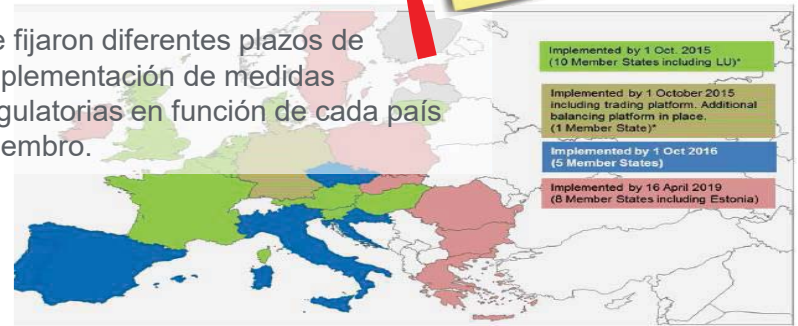 e fijaron diferentes plazos de
plementación de medidas
gulatorias en función de cada país
embro.
Implemented by 1 Oct. 2015
(10 Member States including LU)*
Implemented by 1 October 2015
including trading platform. Additional
balancing platform in place.
(1 Member State)*
Implemented by 1 Oct 2016
(5 Member States)
Implemented by 16 April 2019
(8 Member States including Estonia)